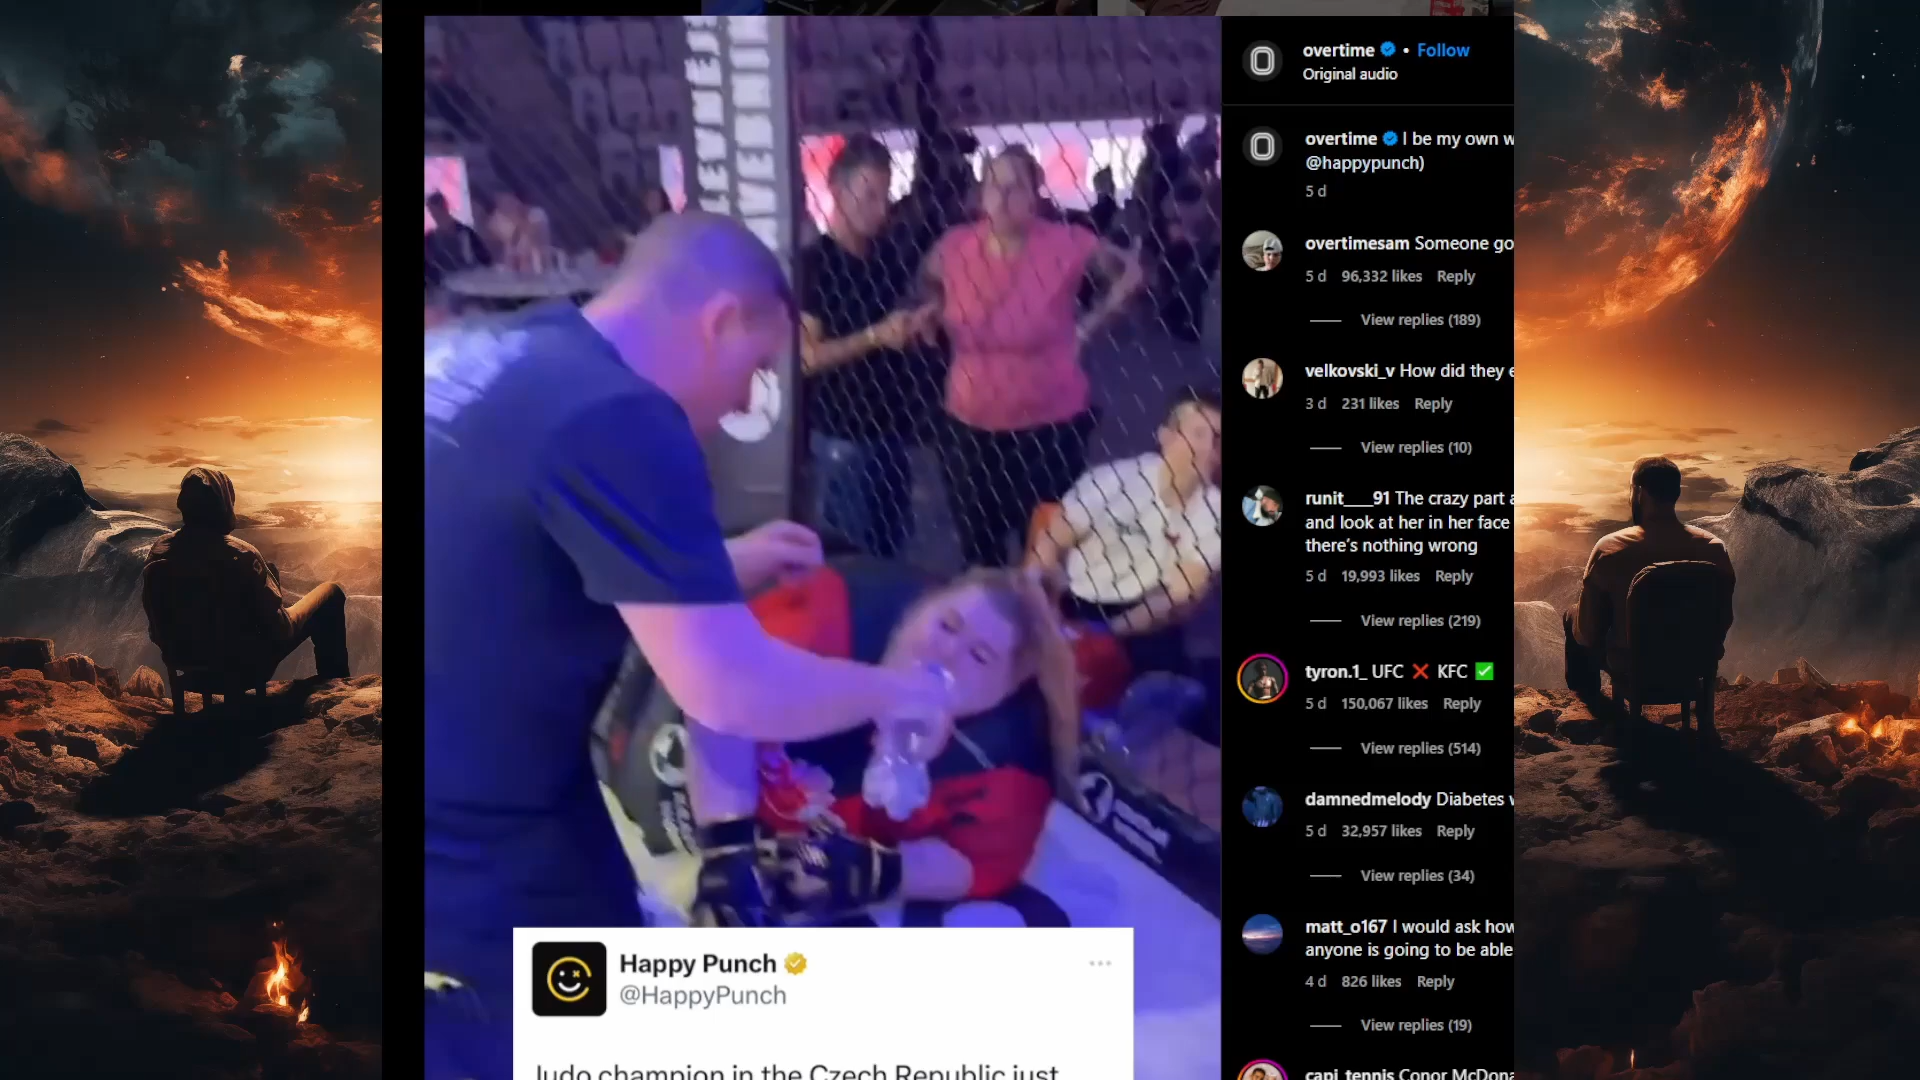 overtime • Follow
Original audio
overtime I be my own w
@happypunch)
5 d
overtimesam Someone go
5 d 96,332 likes Reply
View replies (189)
velkovski_v How did they e
3 d 231 likes Reply
View replies (10)
runit___91 The crazy part a
and look at her in her face
there's nothing wrong
5 d 19,993 likes Reply
View replies (219)
tyron.1_ UFC ❌ KFC ✅
5 d 150,067 likes Reply
View replies (514)
damnedmelody Diabetes w
5 d 32,957 likes Reply
View replies (34)
matt_o167 I would ask how
anyone is going to be able
4 d 826 likes Reply
View replies (19)
capi_tennis Conor McDona
Happy Punch
@HappyPunch
Judo champion in the Czech Republic just